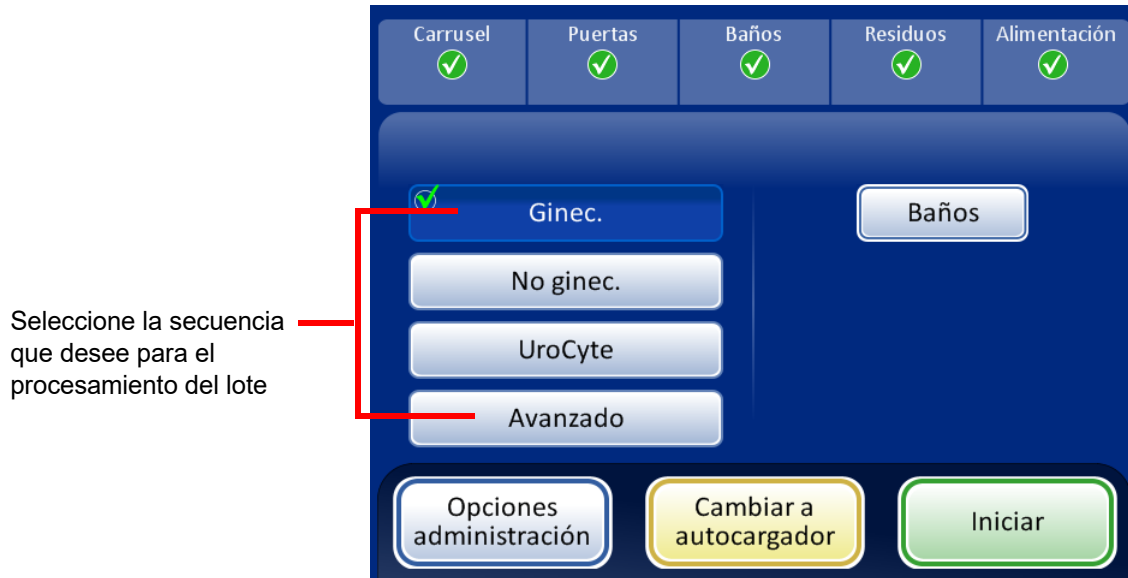 Carrusel
Puertas
Baños
Residuos
Alimentación
Ginec.
Baños
No ginec.
UroCyte
Avanzado
Seleccione la secuencia
que desee para el
procesamiento del lote
Opciones
administración
Cambiar a
autocargador
Iniciar